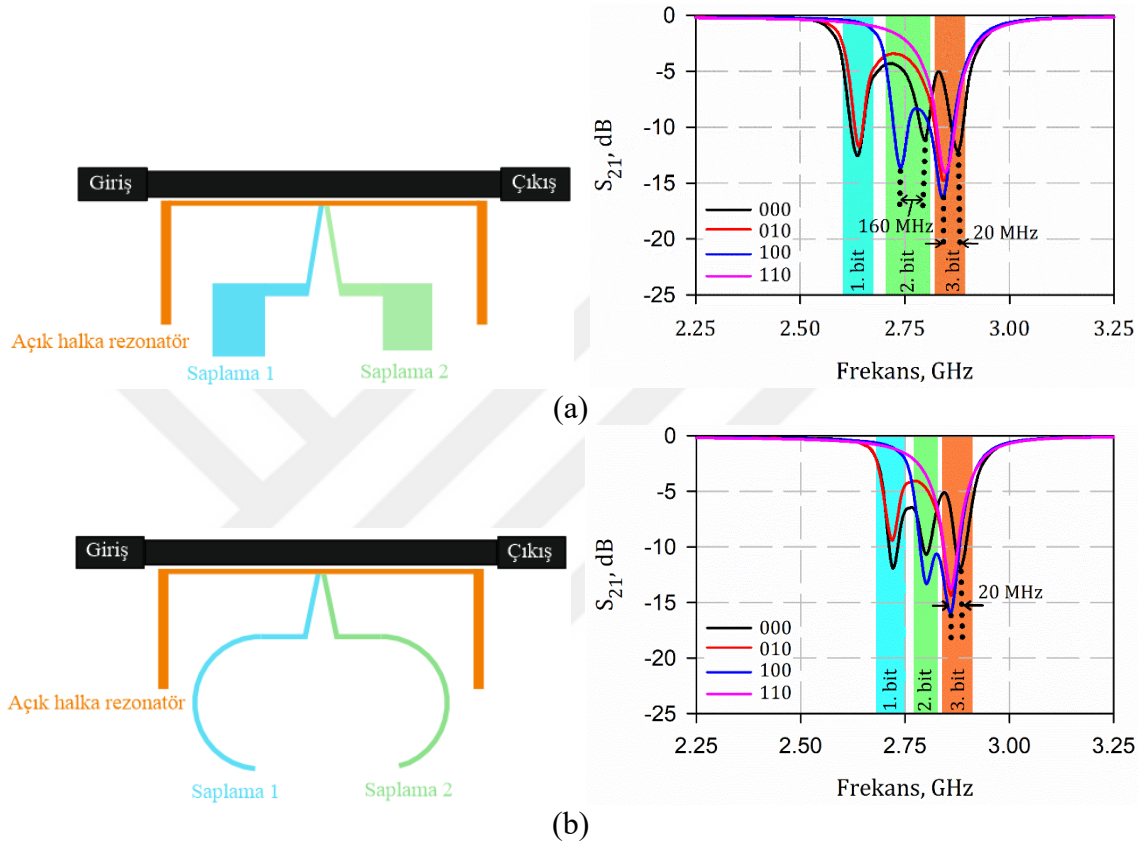 Giriş
Çıkış
Açık halka rezonatör
Saplama 1
Saplama 2
S21, dB
0
-5
-10
-15
-20
-25
000
010
100
110
160 MHz
20 MHz
1. bit
2. bit
3. bit
2.25
2.50
2.75
3.00
3.25
Frekans, GHz
(a)
Giriş
Çıkış
Açık halka rezonatör
Saplama 1
Saplama 2
S21, dB
0
-5
-10
-15
-20
-25
000
010
100
110
20 MHz
1. bit
2. bit
3. bit
2.25
2.50
2.75
3.00
3.25
Frekans, GHz
(b)